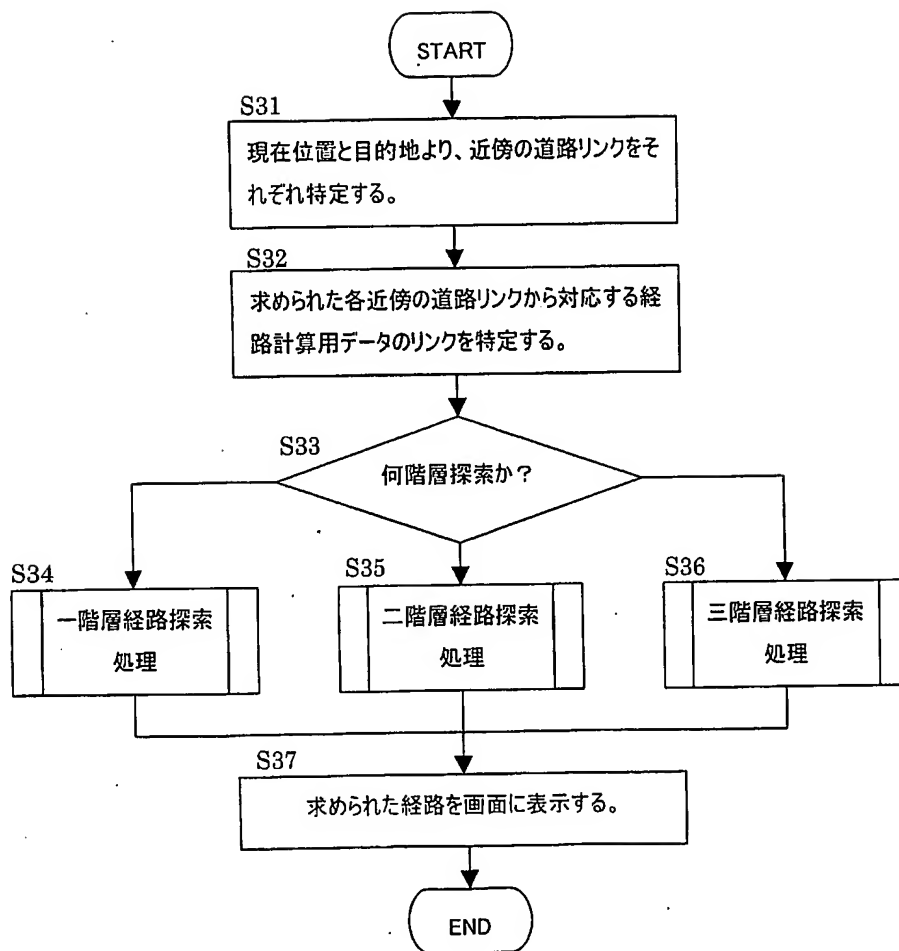 START
S31
現在位置と目的地より、近傍の道路リンクをそ
れぞれ特定する。
S32
求められた各近傍の道路リンクから対応する経
路計算用データのリンクを特定する。
S33
何階層探索か？
S34
一階層経路探索
処理
S35
二階層経路探索
処理
S36
三階層経路探索
処理
S37
求められた経路を画面に表示する。
END